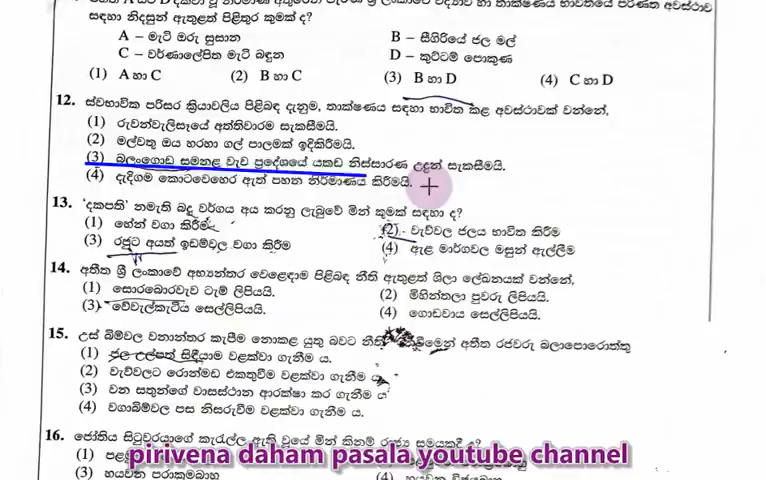 සඳහා නිදසුන් ඇතුළත් පිළිතුර කුමක් ද?
A – මැටි ඔරු සුසාන
B – සීගිරියේ ජල මල්
C – වර්ණාලේපිත මැටි බඳුන
D – කුට්ටම් පොකුණ
(1) A හා C (2) B හා C (3) B හා D (4) C හා D
12. ස්වභාවික පරිසර ක්‍රියාවලිය පිළිබඳ දැනුම, තාක්ෂණය සඳහා භාවිත කළ අවස්ථාවක් වන්නේ,
(1) රුවන්වැලිසෑයේ අත්තිවාරම සැකසීමයි.
(2) මල්වතු ඔය හරහා ගල් පාලමක් ඉදිකිරීමයි.
(3) බලංගොඩ සමනළ වැව ප්‍රදේශයේ යකඩ නිස්සාරණ උදුන් සැකසීමයි.
(4) දැදිගම කොටවෙහෙර ඇත් පහන නිර්මාණය කිරීමයි.
13. 'දකපති' නමැති බදු වර්ගය අය කරනු ලැබුවේ මින් කුමක් සඳහා ද?
(1) හේන් වගා කිරීම
(2) වැව්වල ජලය භාවිත කිරීම
(3) රජුට අයත් ඉඩම්වල වගා කිරීම
(4) ඇළ මාර්ගවල මසුන් ඇල්ලීම
14. අතීත ශ්‍රී ලංකාවේ අභ්‍යන්තර වෙළෙඳාම පිළිබඳ නීති ඇතුළත් ශිලා ලේඛනයක් වන්නේ,
(1) සොරබොරවැව ටැම් ලිපියයි.
(2) මිහින්තලා පුවරු ලිපියයි.
(3) වේවැල්කැටිය සෙල්ලිපියයි.
(4) ගොඩවාය සෙල්ලිපියයි.
15. උස් බිම්වල වනාන්තර කැපීම නොකළ යුතු බවට නීති අතීත රජවරු බලාපොරොත්තු
(1) ජල උල්පත් සිඳීයාම වළක්වා ගැනීම ය.
(2) වැව්වලට රොන්මඩ එකතුවීම වළක්වා ගැනීම ය.
(3) වන සතුන්ගේ වාසස්ථාන ආරක්ෂා කර ගැනීම ය
(4) වගාබිම්වල පස නිසරුවීම වළක්වා ගැනීම ය.
16. ජෝතිය සිටුවරයාගේ කැරැල්ල ඇති වූයේ මින් කිනම් රාජ්‍ය සමයකදී ද?
pirivena daham pasala youtube channel